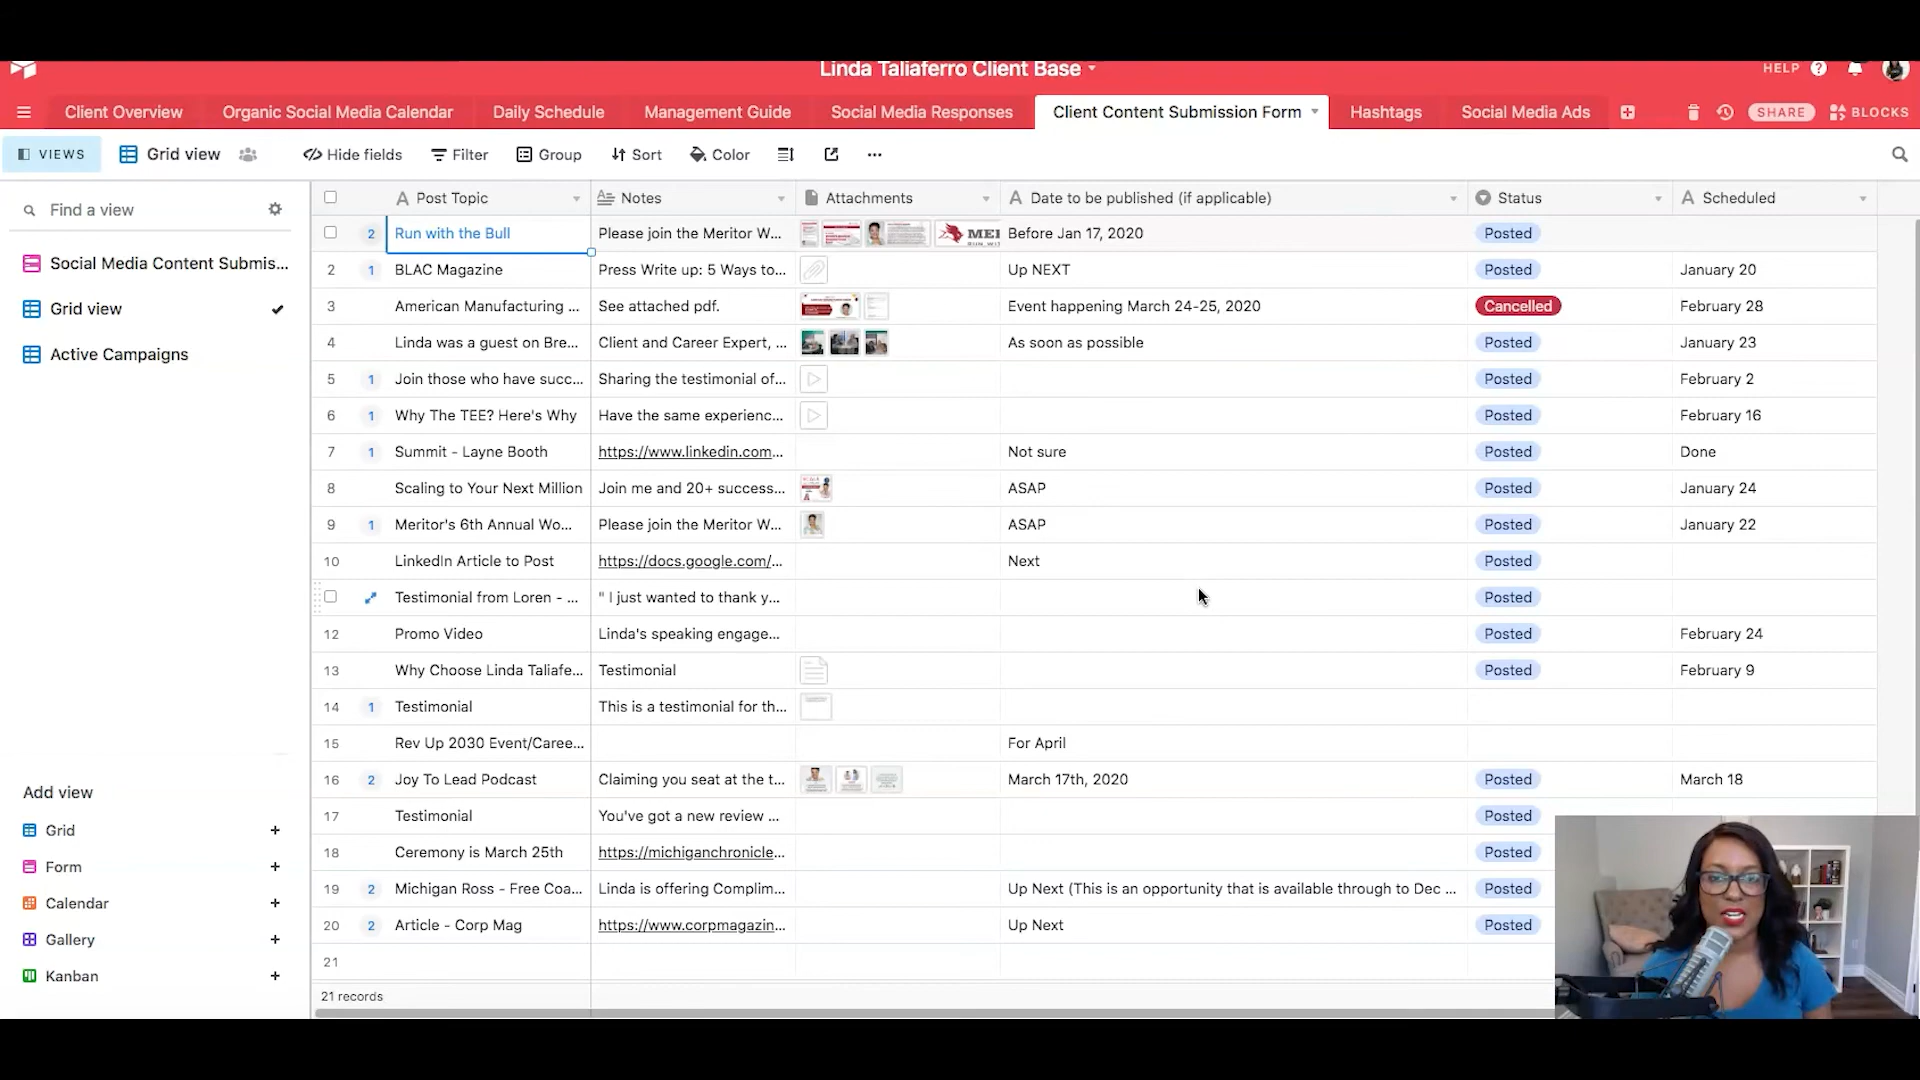 Linda Taliaferro Client Base
HELP
Client Overview
Organic Social Media Calendar
Daily Schedule
Management Guide
Social Media Responses
Client Content Submission Form
Hashtags
Social Media Ads
SHARE
BLOCKS
VIEWS
Grid view
Hide fields
Filter
Group
Sort
Color
Find a view
Social Media Content Submis...
Grid view
Active Campaigns
Add view
Grid
Form
Calendar
Gallery
Kanban
Post Topic Notes Attachments Date to be published (if applicable) Status Scheduled
2 Run with the Bull Please join the Meritor W... Before Jan 17, 2020 Posted
2 1 BLAC Magazine Press Write up: 5 Ways to... Up NEXT Posted January 20
3 American Manufacturing ... See attached pdf. Event happening March 24-25, 2020 Cancelled February 28
4 Linda was a guest on Bre... Client and Career Expert, ... As soon as possible Posted January 23
5 1 Join those who have succ... Sharing the testimonial of... Posted February 2
6 1 Why The TEE? Here's Why Have the same experienc... Posted February 16
7 1 Summit - Layne Booth https://www.linkedin.com... Not sure Posted Done
8 Scaling to Your Next Million Join me and 20+ success... ASAP Posted January 24
9 1 Meritor's 6th Annual Wo... Please join the Meritor W... ASAP Posted January 22
10 LinkedIn Article to Post https://docs.google.com/... Next Posted
Testimonial from Loren - ... " I just wanted to thank y... Posted
12 Promo Video Linda's speaking engage... Posted February 24
13 Why Choose Linda Taliafe... Testimonial Posted February 9
14 1 Testimonial This is a testimonial for th...
15 Rev Up 2030 Event/Caree... For April
16 2 Joy To Lead Podcast Claiming you seat at the t... March 17th, 2020 Posted March 18
17 Testimonial You've got a new review ... Posted
18 Ceremony is March 25th https://michiganchronicle... Posted
19 2 Michigan Ross - Free Coa... Linda is offering Complim... Up Next (This is an opportunity that is available through to Dec ... Posted
20 2 Article - Corp Mag https://www.corpmagazin... Up Next Posted
21
21 records